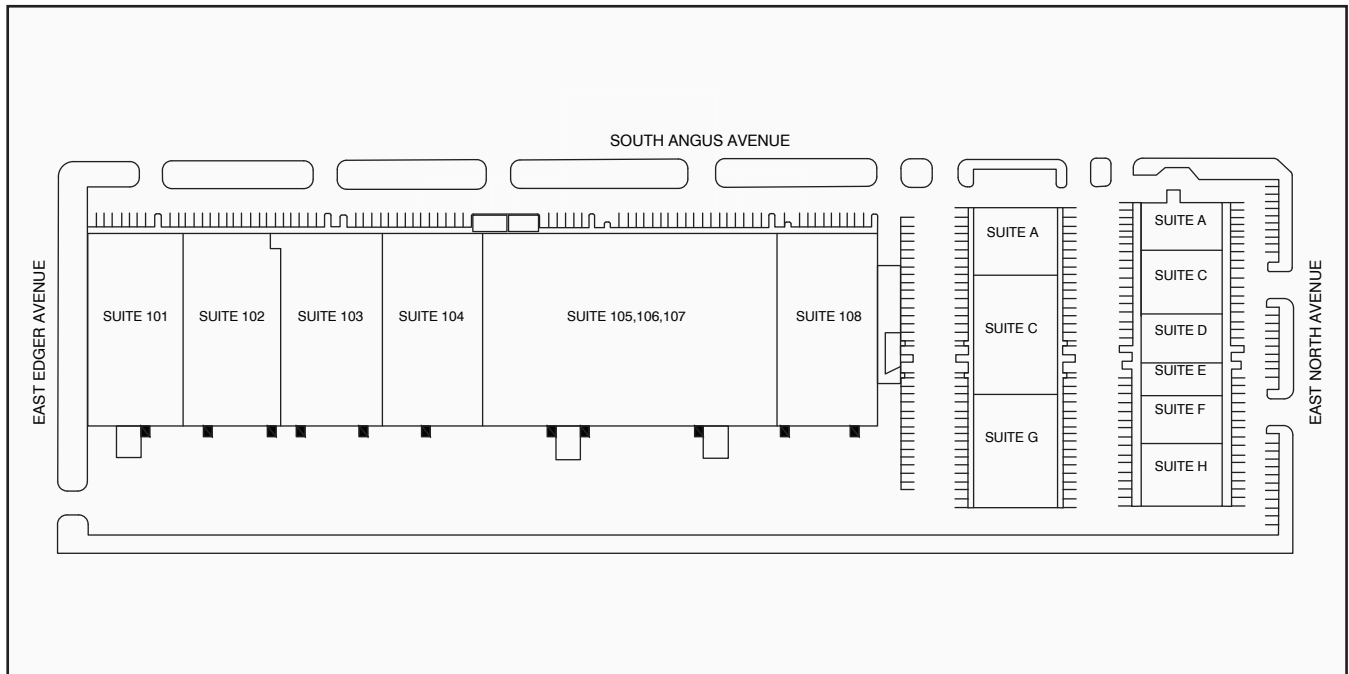 SOUTH ANGUS AVENUE
EAST EDGER AVENUE
SUITE 101
SUITE 102
SUITE 103
SUITE 104
SUITE 105,106,107
SUITE 108
SUITE A
SUITE C
SUITE G
SUITE A
SUITE C
SUITE D
SUITE E
SUITE F
SUITE H
EAST NORTH AVENUE